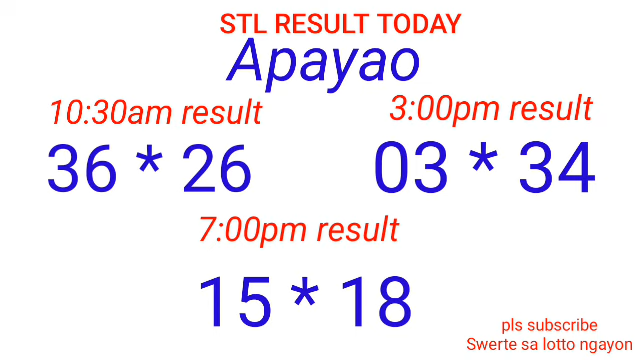 STL RESULT TODAY
Apayao
10:30am result
3:00pm result
36 * 26
03 * 34
7:00pm result
15 * 18
pls subscribe
Swerte sa lotto ngayon